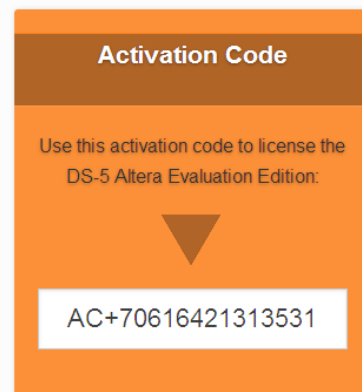 Activation Code
Use this activation code to license the
DS-5 Altera Evaluation Edition:
AC+70616421313531